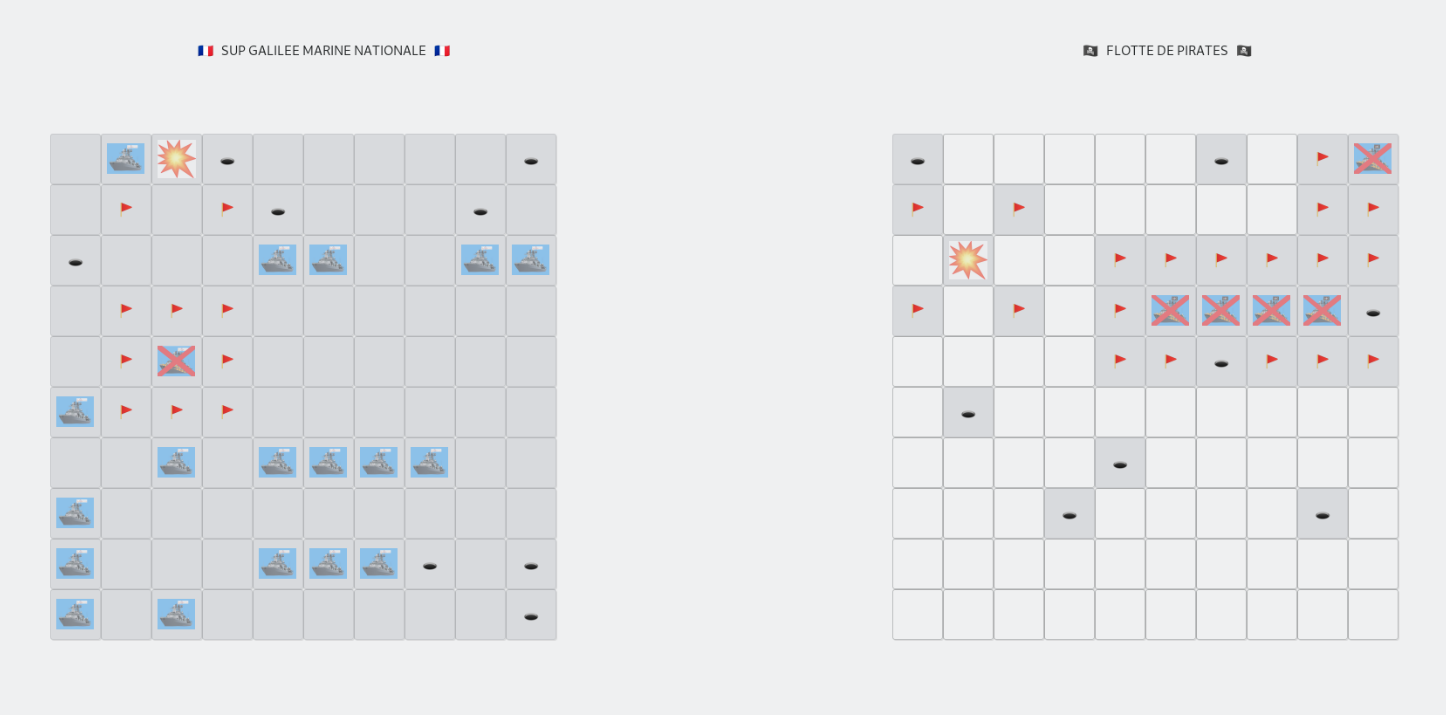 SUP GALILEE MARINE NATIONALE
FLOTTE DE PIRATES